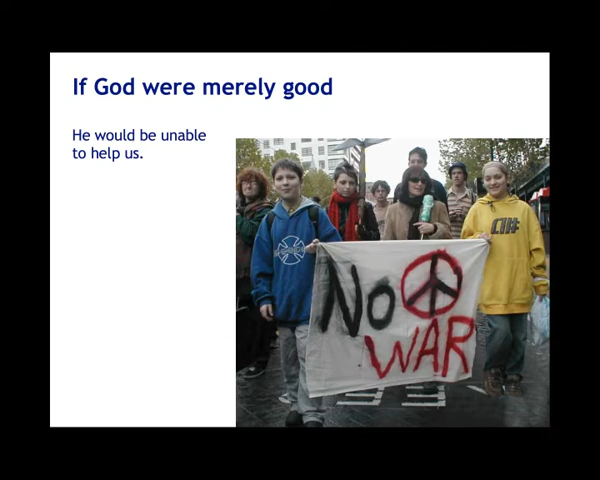 If God were merely good
He would be unable
to help us.
No
WAR